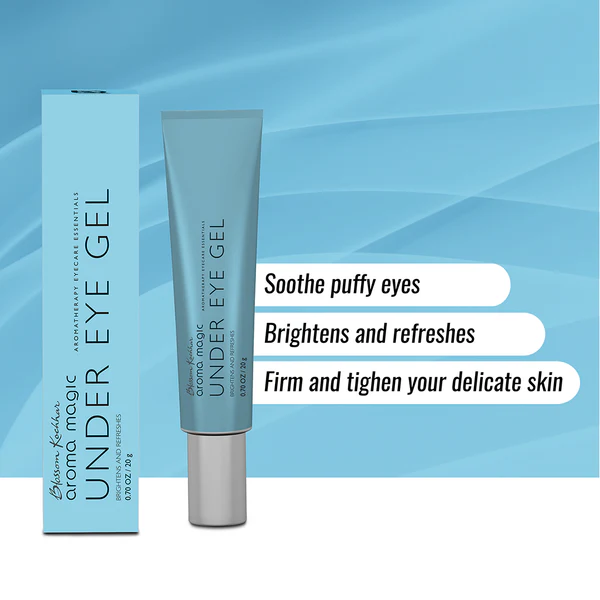 Blossom Kochhar
aroma magic
AROMATHERAPY EYECARE ESSENTIALS
UNDER EYE GEL
BRIGHTENS AND REFRESHES
0.70 OZ / 20 g
Blossom Kochhar
aroma magic
AROMATHERAPY EYECARE ESSENTIALS
UNDER EYE GEL
BRIGHTENS AND REFRESHES
0.70 OZ / 20 g
Soothe puffy eyes
Brightens and refreshes
Firm and tighen your delicate skin